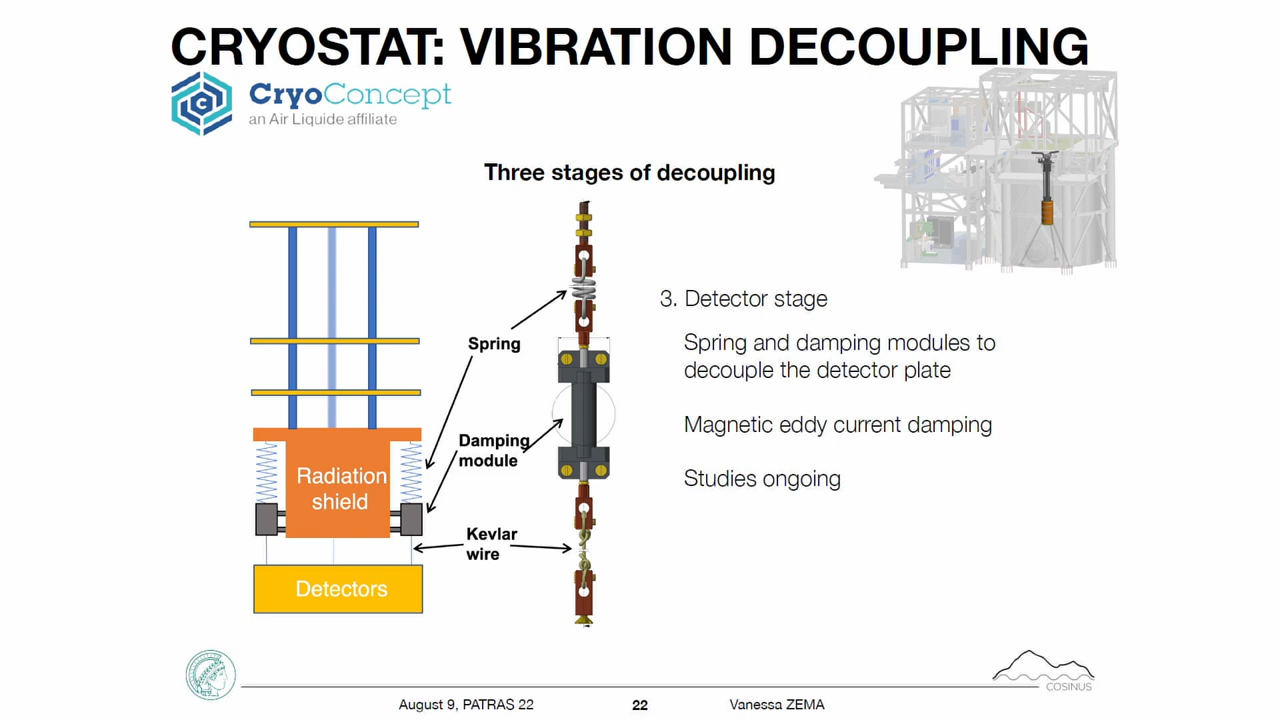 CRYOSTAT: VIBRATION DECOUPLING
CryoConcept
an Air Liquide affiliate
Three stages of decoupling
3. Detector stage
Spring and damping modules to
decouple the detector plate
Magnetic eddy current damping
Studies ongoing
Spring
Damping
module
Kevlar
wire
Radiation
shield
Detectors
COSINUS
August 9, PATRAS 22
22
Vanessa ZEMA